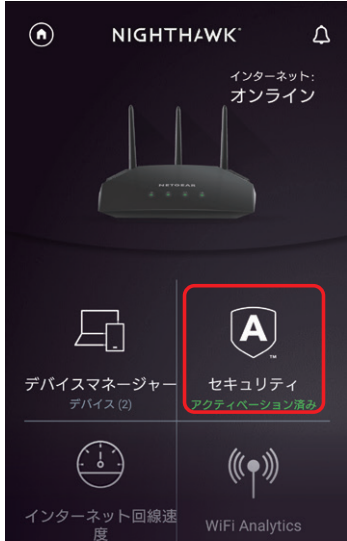 NIGHTHAWK
インターネット:
オンライン
NETGEAR
A
TM
デバイスマネージャー
デバイス (2)
セキュリティ
アクティベーション済み
インターネット回線速
度
WiFi Analytics